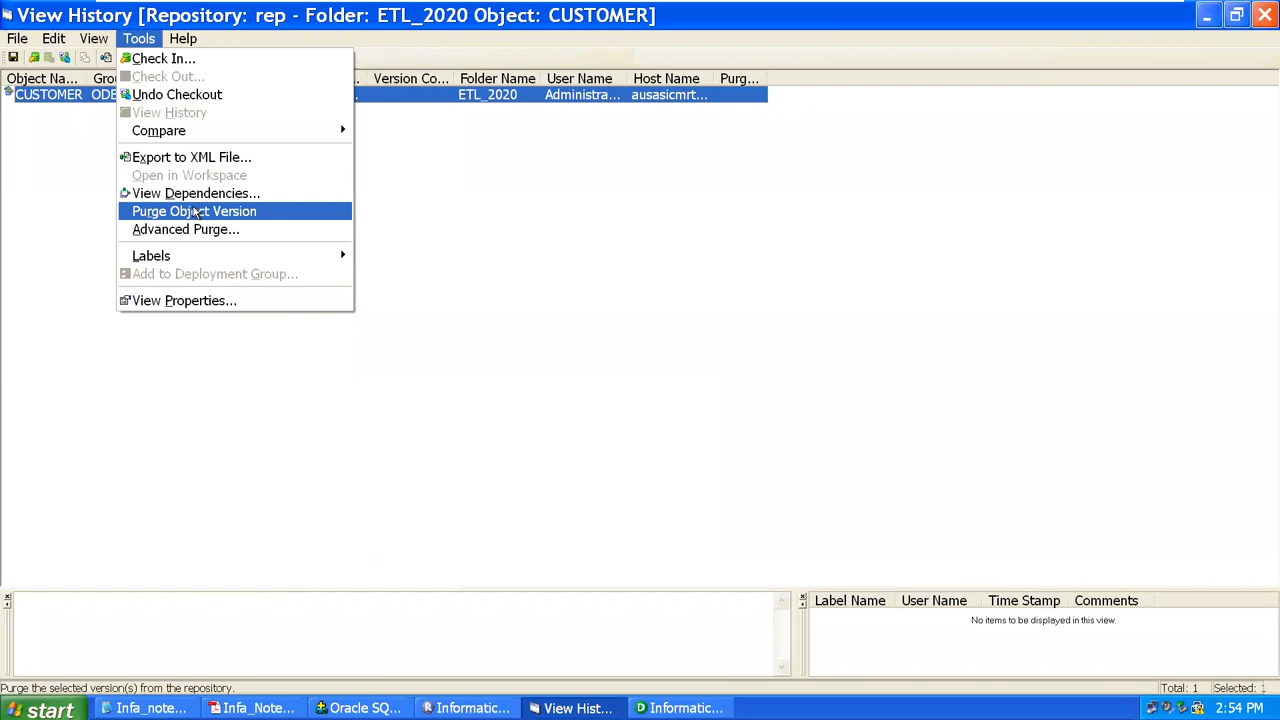 View History [Repository: rep - Folder: ETL_2020 Object: CUSTOMER]
File Edit View Tools Help
Object Na... Gro Version Co... Folder Name User Name Host Name Purg...
CUSTOMER ODE ETL_2020 Administra... ausasicmrt...
Check In...
Check Out...
Undo Checkout
View History
Compare
Export to XML File...
Open in Workspace
View Dependencies...
Purge Object Version
Advanced Purge...
Labels
Add to Deployment Group...
View Properties...
Label Name User Name Time Stamp Comments
No items to be displayed in this view.
Purge the selected version(s) from the repository. Total: 1 Selected: 1
start Infa_note... Infa_Note... Oracle SQ... Informatic... View Hist... Informatic... 2:54 PM